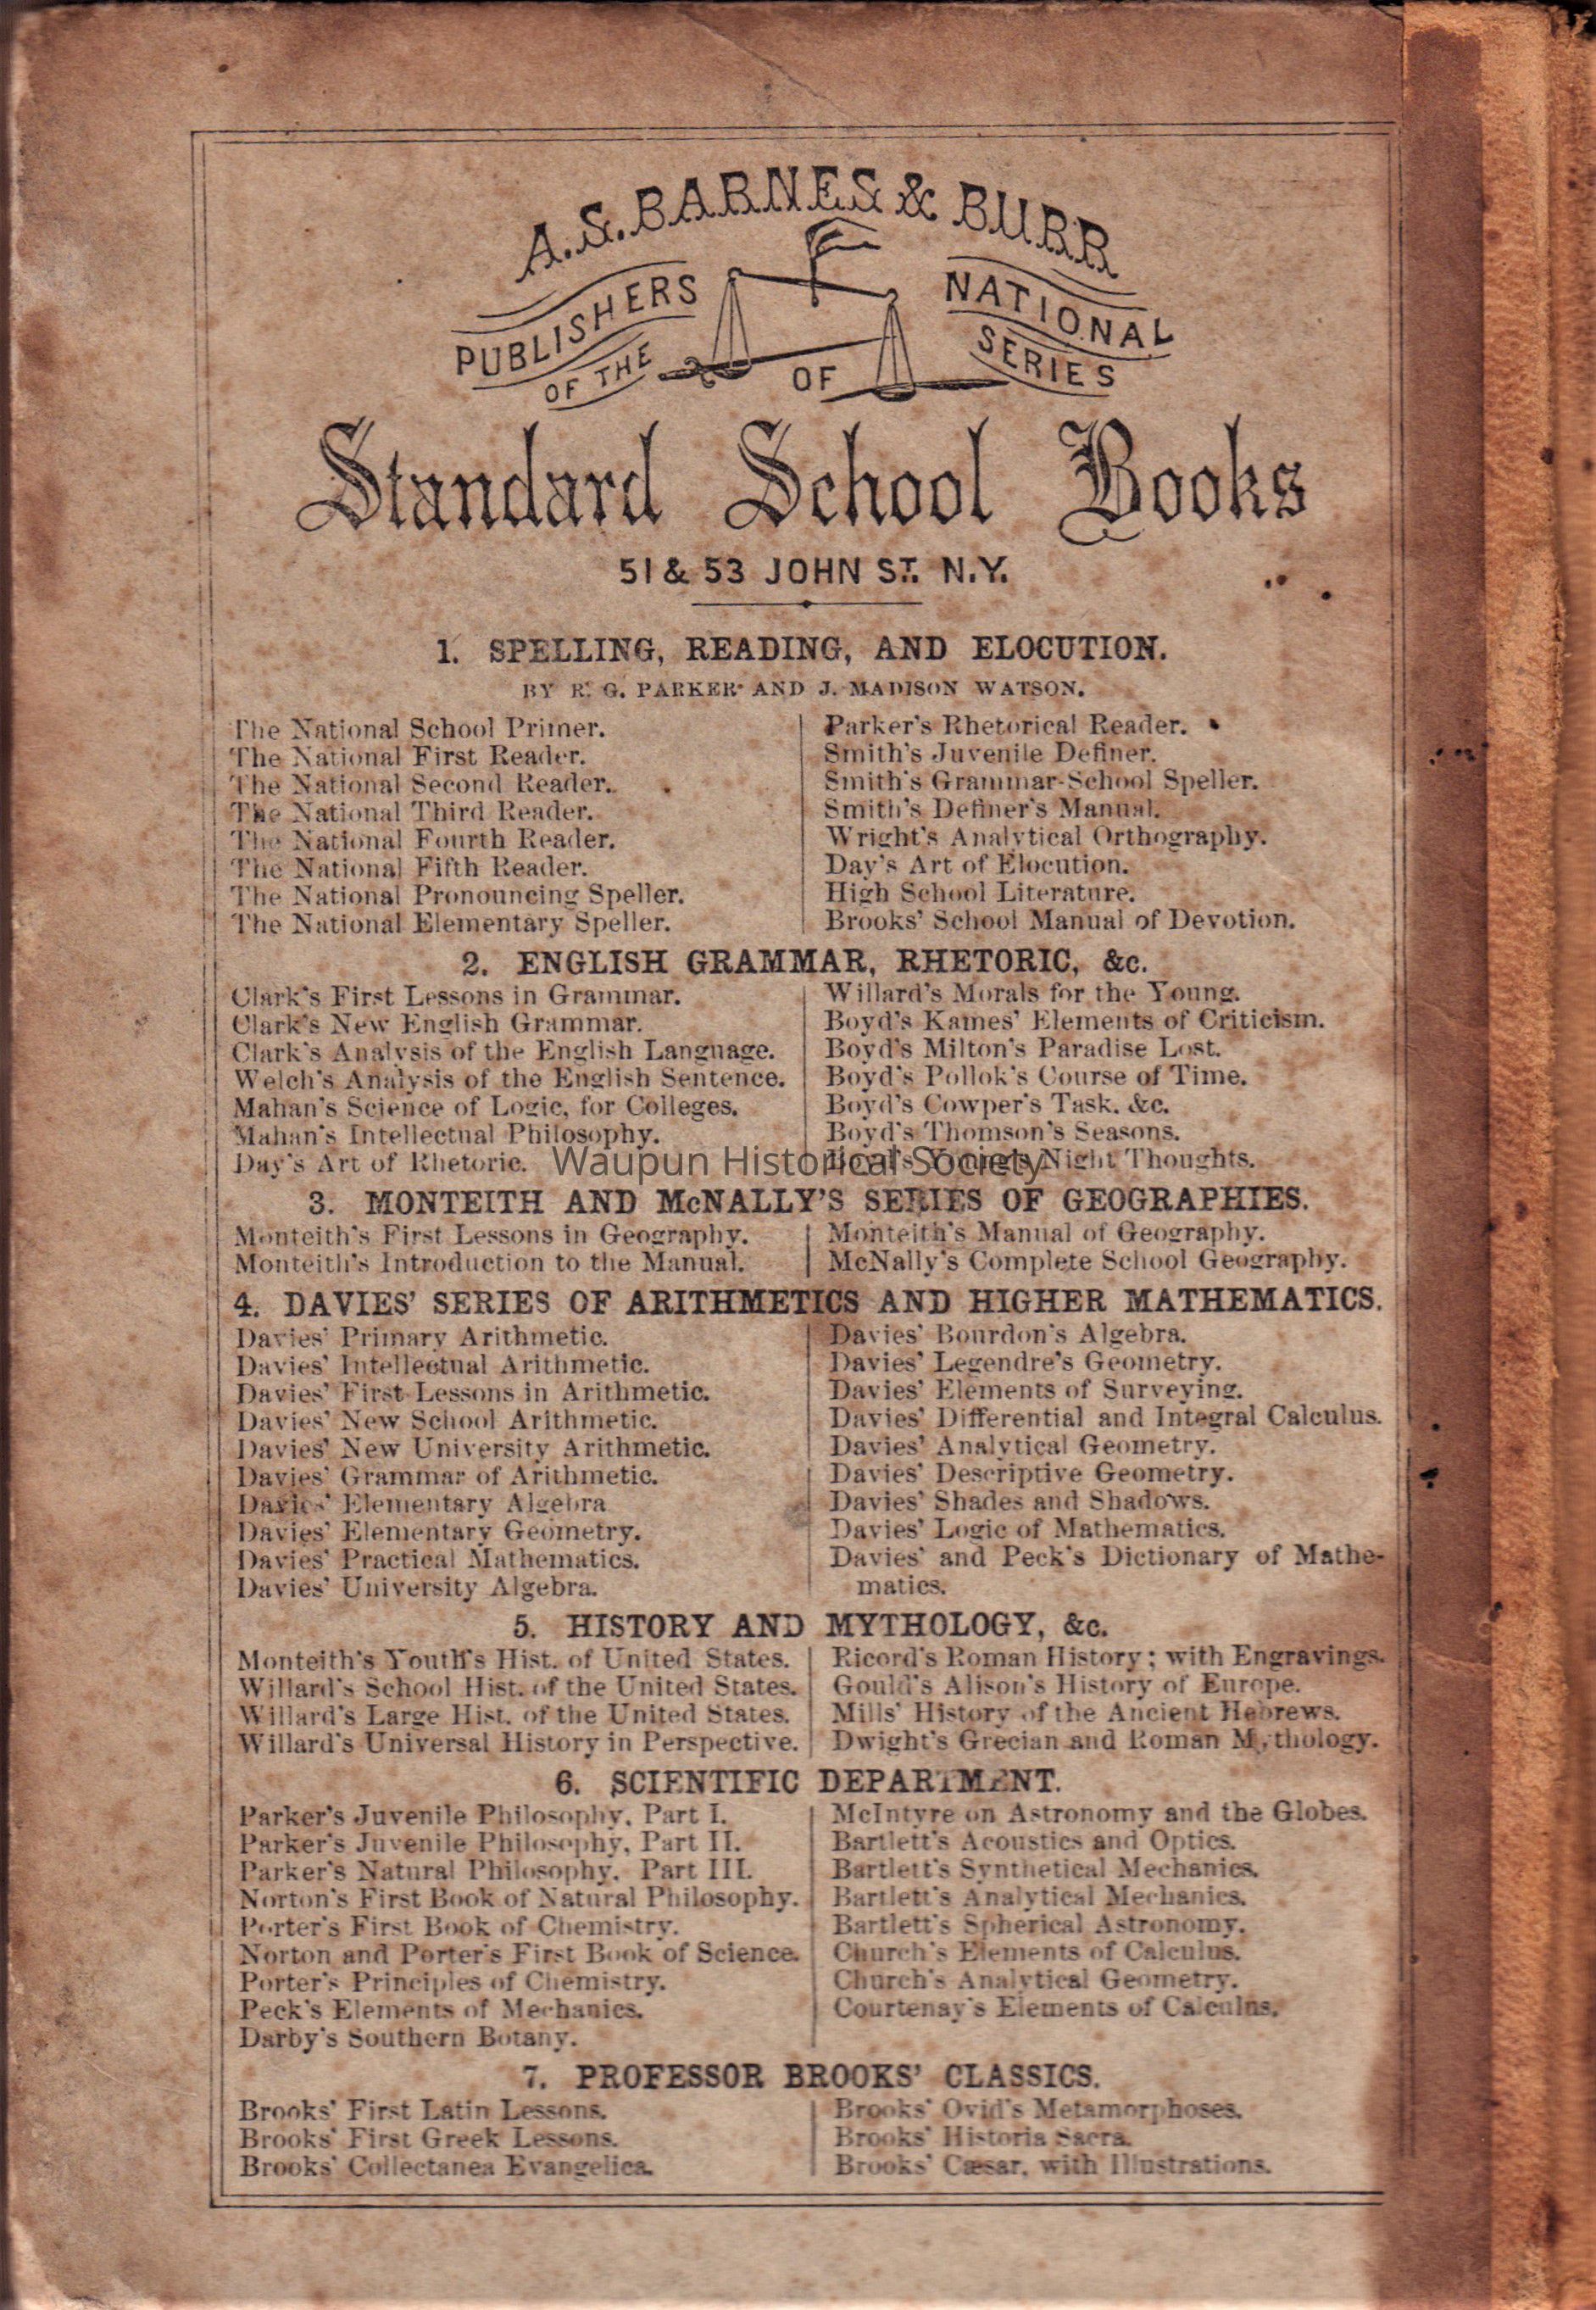 A. S. BARNES & BURR
PUBLISHERS
OF THE
NATIONAL
SERIES
OF
Standard School Books
51 & 53 JOHN ST. N.Y.
1. SPELLING, READING, AND ELOCUTION.
BY R. G. PARKER AND J. MADISON WATSON.
The National School Primer.
The National First Reader.
The National Second Reader.
The National Third Reader.
The National Fourth Reader.
The National Fifth Reader.
The National Pronouncing Speller.
The National Elementary Speller.
Parker's Rhetorical Reader.
Smith's Juvenile Definer.
Smith's Grammar-School Speller.
Smith's Definer's Manual.
Wright's Analytical Orthography.
Day's Art of Elocution.
High School Literature.
Brooks' School Manual of Devotion.
2. ENGLISH GRAMMAR, RHETORIC, &c.
Clark's First Lessons in Grammar.
Clark's New English Grammar.
Clark's Analysis of the English Language.
Welch's Analysis of the English Sentence.
Mahan's Science of Logic, for Colleges.
Mahan's Intellectual Philosophy.
Day's Art of Rhetoric.
Willard's Morals for the Young.
Boyd's Kames' Elements of Criticism.
Boyd's Milton's Paradise Lost.
Boyd's Pollok's Course of Time.
Boyd's Cowper's Task, &c.
Boyd's Thomson's Seasons.
Boyd's Young's Night Thoughts.
Waupun Historical Society
3. MONTEITH AND McNALLY'S SERIES OF GEOGRAPHIES.
Monteith's First Lessons in Geography.
Monteith's Introduction to the Manual.
Monteith's Manual of Geography.
McNally's Complete School Geography.
4. DAVIES' SERIES OF ARITHMETICS AND HIGHER MATHEMATICS.
Davies' Primary Arithmetic.
Davies' Intellectual Arithmetic.
Davies' First Lessons in Arithmetic.
Davies' New School Arithmetic.
Davies' New University Arithmetic.
Davies' Grammar of Arithmetic.
Davies' Elementary Algebra
Davies' Elementary Geometry.
Davies' Practical Mathematics.
Davies' University Algebra.
Davies' Bourdon's Algebra.
Davies' Legendre's Geometry.
Davies' Elements of Surveying.
Davies' Differential and Integral Calculus.
Davies' Analytical Geometry.
Davies' Descriptive Geometry.
Davies' Shades and Shadows.
Davies' Logic of Mathematics.
Davies' and Peck's Dictionary of Mathe-
matics.
5. HISTORY AND MYTHOLOGY, &c.
Monteith's Youth's Hist. of United States.
Willard's School Hist. of the United States.
Willard's Large Hist. of the United States.
Willard's Universal History in Perspective.
Ricord's Roman History; with Engravings.
Gould's Alison's History of Europe.
Mills' History of the Ancient Hebrews.
Dwight's Grecian and Roman Mythology.
6. SCIENTIFIC DEPARTMENT.
Parker's Juvenile Philosophy, Part I.
Parker's Juvenile Philosophy, Part II.
Parker's Natural Philosophy, Part III.
Norton's First Book of Natural Philosophy.
Porter's First Book of Chemistry.
Norton and Porter's First Book of Science.
Porter's Principles of Chemistry.
Peck's Elements of Mechanics.
Darby's Southern Botany.
McIntyre on Astronomy and the Globes.
Bartlett's Acoustics and Optics.
Bartlett's Synthetical Mechanics.
Bartlett's Analytical Mechanics.
Bartlett's Spherical Astronomy.
Church's Elements of Calculus.
Church's Analytical Geometry.
Courtenay's Elements of Calculus.
7. PROFESSOR BROOKS' CLASSICS.
Brooks' First Latin Lessons.
Brooks' First Greek Lessons.
Brooks' Collectanea Evangelica.
Brooks' Ovid's Metamorphoses.
Brooks' Historia Sacra.
Brooks' Cæsar, with Illustrations.